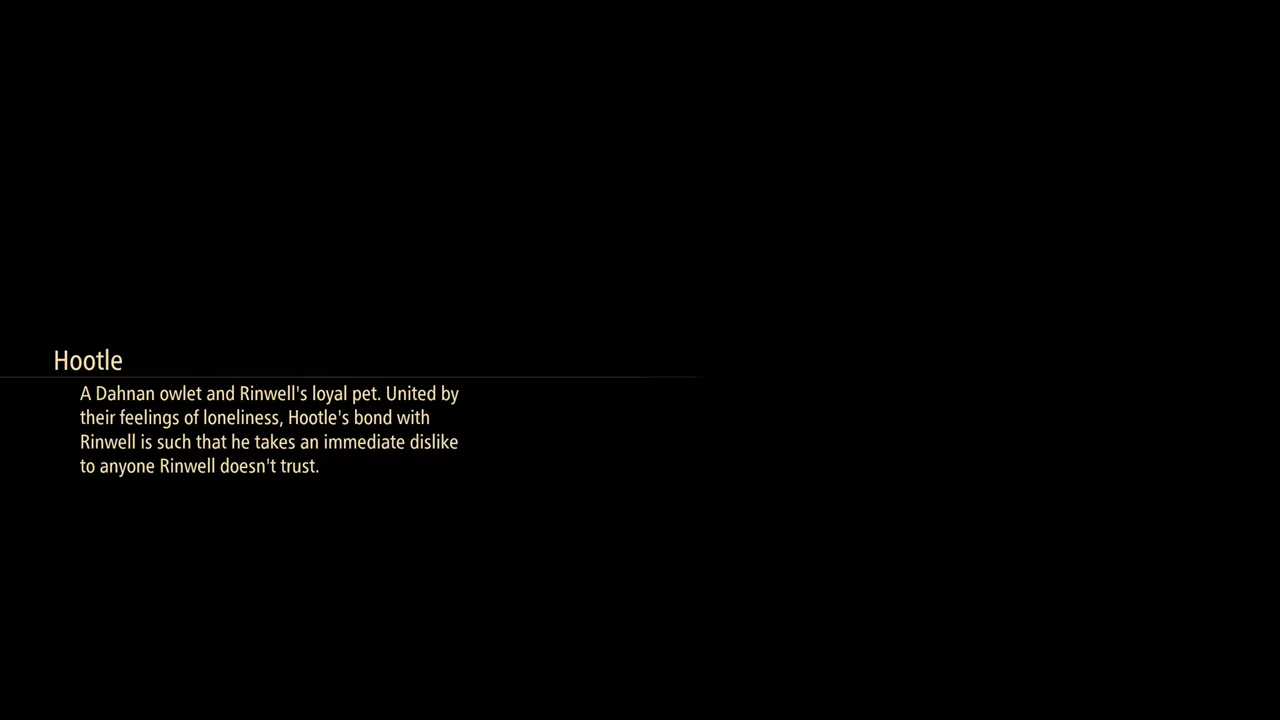 Hootle
A Dahnan owlet and Rinwell's loyal pet. United by
their feelings of loneliness, Hootle's bond with
Rinwell is such that he takes an immediate dislike
to anyone Rinwell doesn't trust.